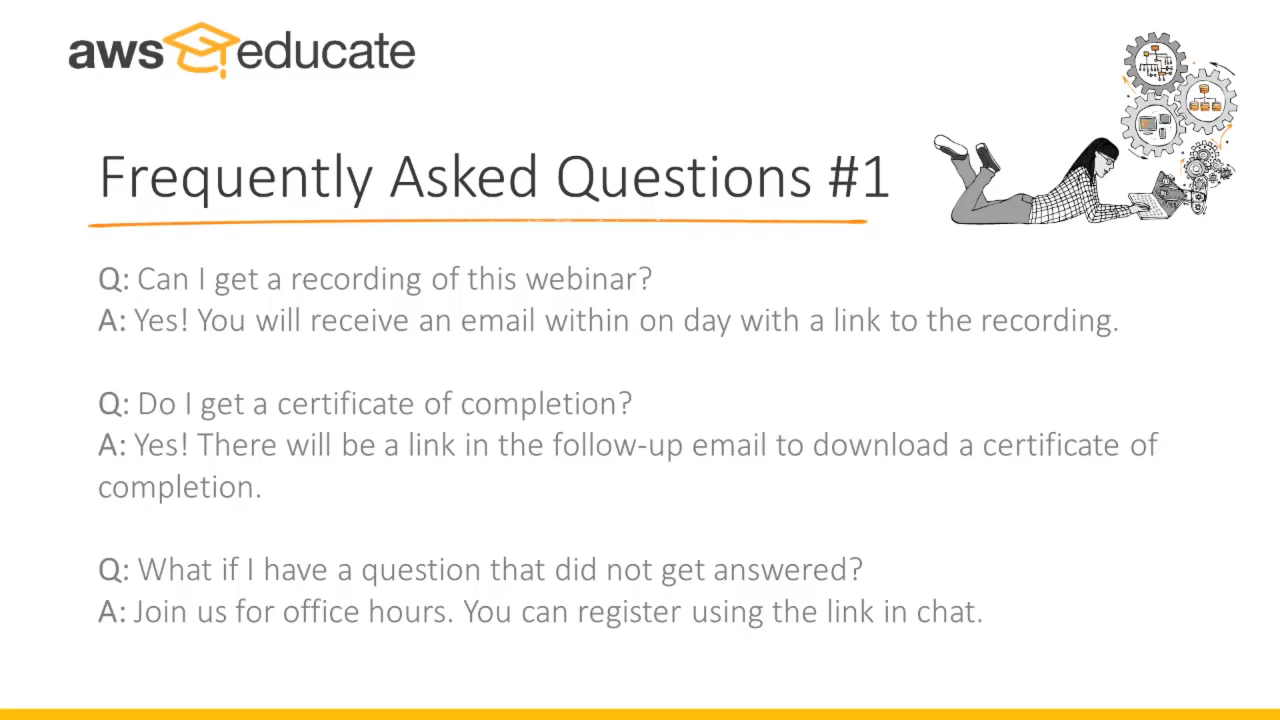 aws educate
Frequently Asked Questions #1
Q: Can I get a recording of this webinar?
A: Yes! You will receive an email within on day with a link to the recording.
Q: Do I get a certificate of completion?
A: Yes! There will be a link in the follow-up email to download a certificate of
completion.
Q: What if I have a question that did not get answered?
A: Join us for office hours. You can register using the link in chat.